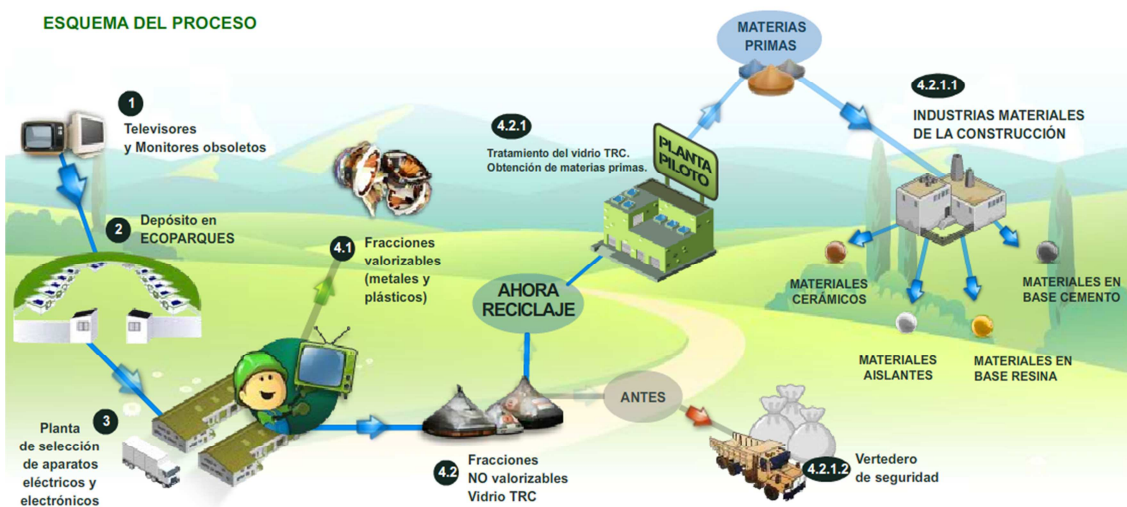 ESQUEMA DEL PROCESO
1
Televisores
y Monitores obsoletos
2
Depósito en
ECOPARQUES
3
Planta
de selección
de aparatos
eléctricos y
electrónicos
4.1
Fracciones
valorizables
(metales y
plásticos)
4.2
Fracciones
NO valorizables
Vidrio TRC
AHORA
RECICLAJE
ANTES
4.2.1
Tratamiento del vidrio TRC.
Obtención de materias primas.
PLANTA
PILOTO
MATERIAS
PRIMAS
4.2.1.1
INDUSTRIAS MATERIALES
DE LA CONSTRUCCIÓN
MATERIALES
CERÁMICOS
MATERIALES
AISLANTES
MATERIALES EN
BASE RESINA
MATERIALES EN
BASE CEMENTO
4.2.1.2
Vertedero
de seguridad